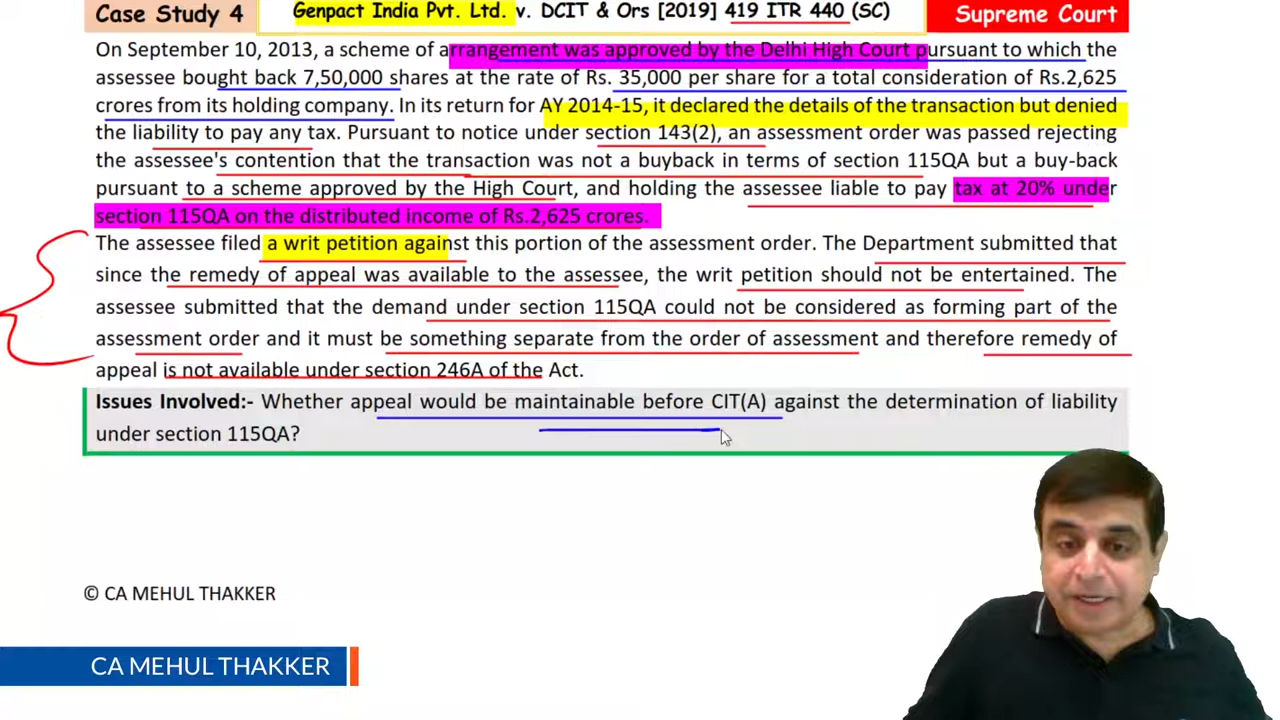 Case Study 4 Genpact India Pvt. Ltd. v. DCIT & Ors [2019] 419 ITR 440 (SC) Supreme Court
On September 10, 2013, a scheme of arrangement was approved by the Delhi High Court pursuant to which the
assessee bought back 7,50,000 shares at the rate of Rs. 35,000 per share for a total consideration of Rs.2,625
crores from its holding company. In its return for AY 2014-15, it declared the details of the transaction but denied
the liability to pay any tax. Pursuant to notice under section 143(2), an assessment order was passed rejecting
the assessee's contention that the transaction was not a buyback in terms of section 115QA but a buy-back
pursuant to a scheme approved by the High Court, and holding the assessee liable to pay tax at 20% under
section 115QA on the distributed income of Rs.2,625 crores.
The assessee filed a writ petition against this portion of the assessment order. The Department submitted that
since the remedy of appeal was available to the assessee, the writ petition should not be entertained. The
assessee submitted that the demand under section 115QA could not be considered as forming part of the
assessment order and it must be something separate from the order of assessment and therefore remedy of
appeal is not available under section 246A of the Act.
Issues Involved:- Whether appeal would be maintainable before CIT(A) against the determination of liability
under section 115QA?
© CA MEHUL THAKKER
CA MEHUL THAKKER